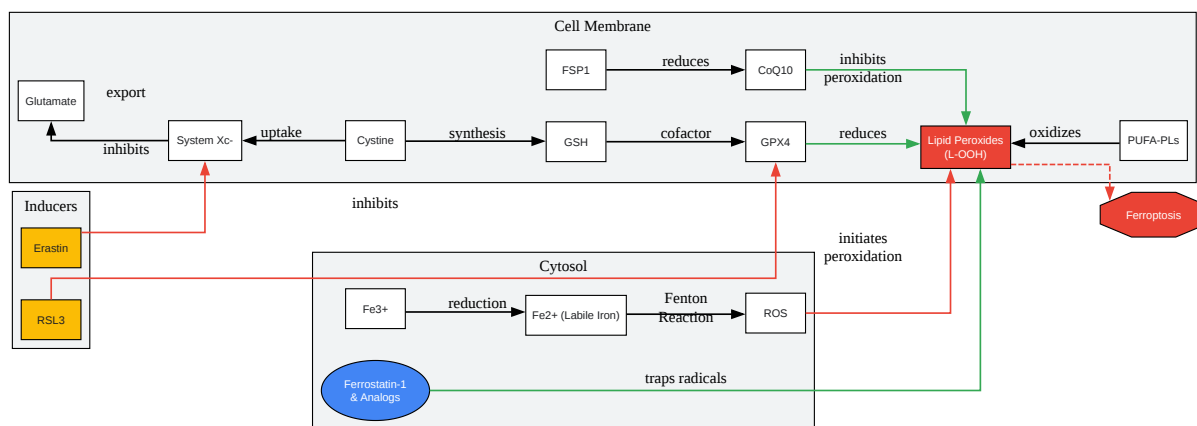 Cell Membrane
FSP1
reduces
CoQ10
inhibits
peroxidation
Glutamate
export
inhibits
System Xc-
uptake
Cystine
synthesis
GSH
cofactor
GPX4
reduces
Lipid Peroxides
(L-OOH)
oxidizes
PUFA-PLs
Inducers
Erastin
RSL3
inhibits
Ferroptosis
initiates
peroxidation
Cytosol
Fe3+
reduction
Fe2+ (Labile Iron)
Fenton
Reaction
ROS
Ferrostatin-1
& Analogs
traps radicals